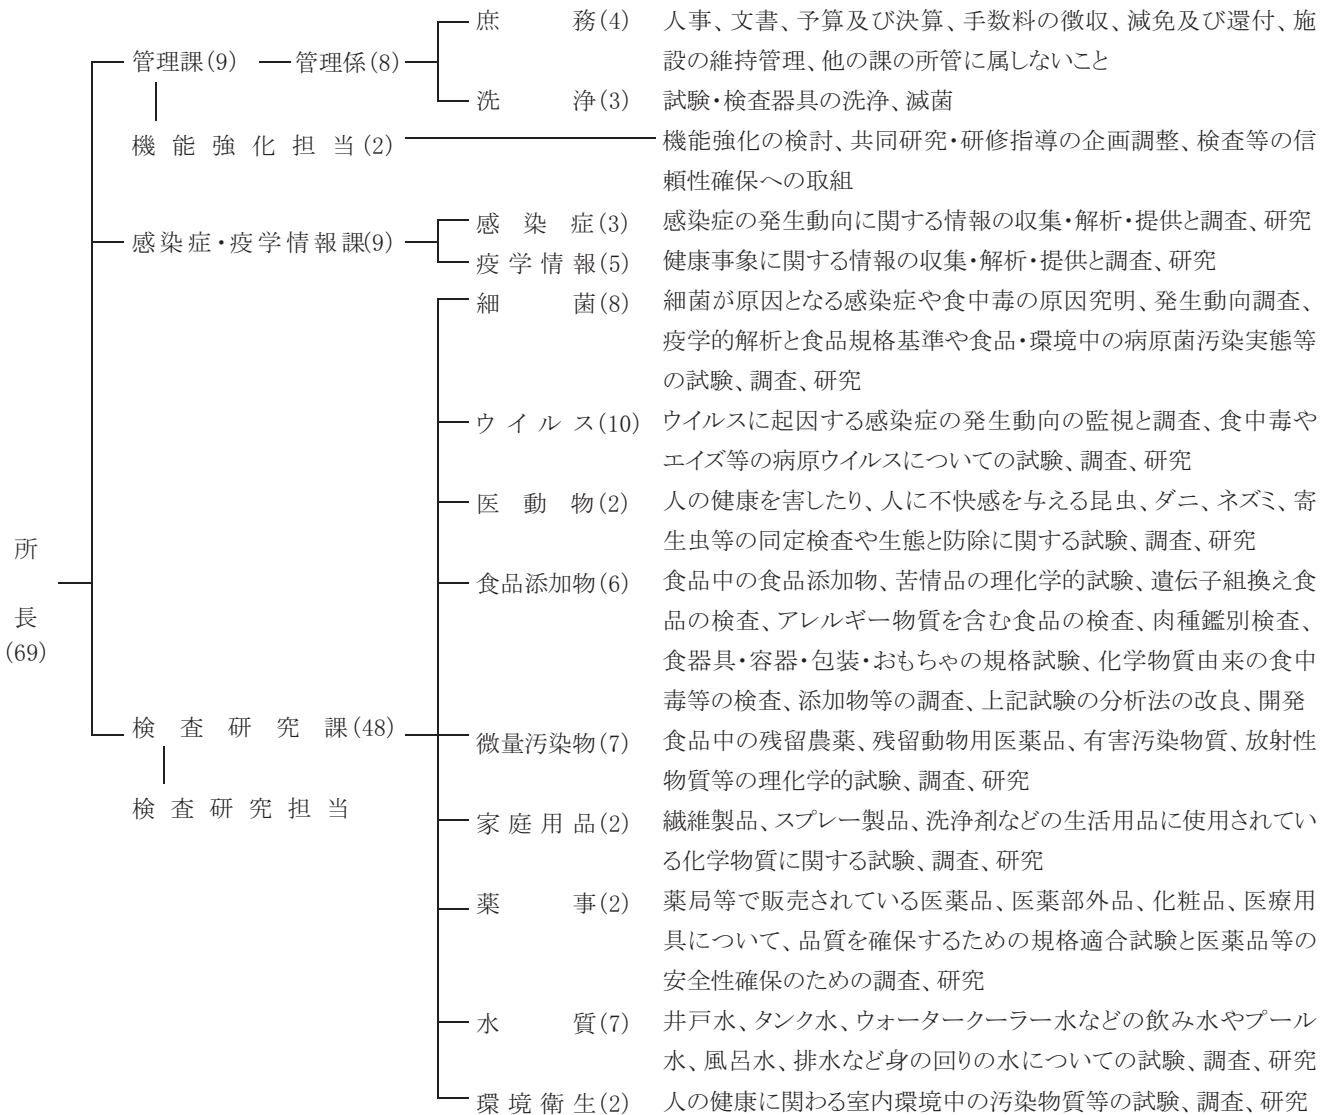 庶務(4) 人事、文書、予算及び決算、手数料の徴収、減免及び還付、施
管理課(9) 管理係(8) 設の維持管理、他の課の所管に属しないこと
洗浄(3) 試験・検査器具の洗浄、滅菌
機能強化担当(2) 機能強化の検討、共同研究・研修指導の企画調整、検査等の信
頼性確保への取組
感染症・疫学情報課(9)
感染症(3) 感染症の発生動向に関する情報の収集・解析・提供と調査、研究
疫学情報(5) 健康事象に関する情報の収集・解析・提供と調査、研究
細菌(8) 細菌が原因となる感染症や食中毒の原因究明、発生動向調査、
疫学的解析と食品規格基準や食品・環境中の病原菌汚染実態等
の試験、調査、研究
ウイルス(10) ウイルスに起因する感染症の発生動向の監視と調査、食中毒や
エイズ等の病原ウイルスについての試験、調査、研究
医動物(2) 人の健康を害したり、人に不快感を与える昆虫、ダニ、ネズミ、寄
生虫等の同定検査や生態と防除に関する試験、調査、研究
所
長
(69)
食品添加物(6) 食品中の食品添加物、苦情品の理化学的試験、遺伝子組換え食
品の検査、アレルギー物質を含む食品の検査、肉種鑑別検査、
食器具・容器・包装・おもちゃの規格試験、化学物質由来の食中
毒等の検査、添加物等の調査、上記試験の分析法の改良、開発
検査研究課(48)
検査研究担当
微量汚染物(7) 食品中の残留農薬、残留動物用医薬品、有害汚染物質、放射性
物質等の理化学的試験、調査、研究
家庭用品(2) 繊維製品、スプレー製品、洗浄剤などの生活用品に使用されてい
る化学物質に関する試験、調査、研究
薬事(2) 薬局等で販売されている医薬品、医薬部外品、化粧品、医療用
具について、品質を確保するための規格適合試験と医薬品等の
安全性確保のための調査、研究
水質(7) 井戸水、タンク水、ウォータークーラー水などの飲み水やプール
水、風呂水、排水など身の回りの水についての試験、調査、研究
環境衛生(2) 人の健康に関わる室内環境中の汚染物質等の試験、調査、研究